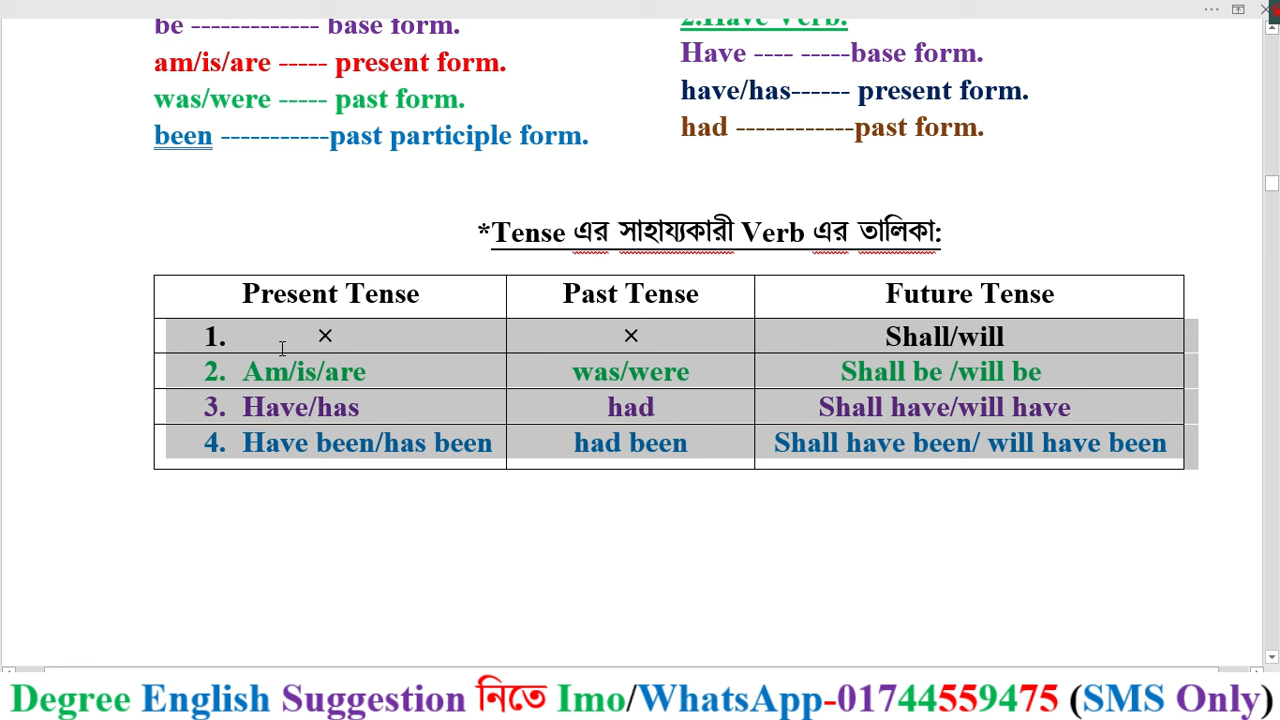 be ------------- base form.
am/is/are ----- present form.
was/were ----- past form.
been -----------past participle form.
2.Have Verb:
Have ---- -----base form.
have/has------ present form.
had ------------past form.
*Tense এর সাহায্যকারী Verb এর তালিকা:
Present Tense Past Tense Future Tense
1. × × Shall/will
2. Am/is/are was/were Shall be /will be
3. Have/has had Shall have/will have
4. Have been/has been had been Shall have been/ will have been
Degree English Suggestion নিতে Imo/WhatsApp-01744559475 (SMS Only)